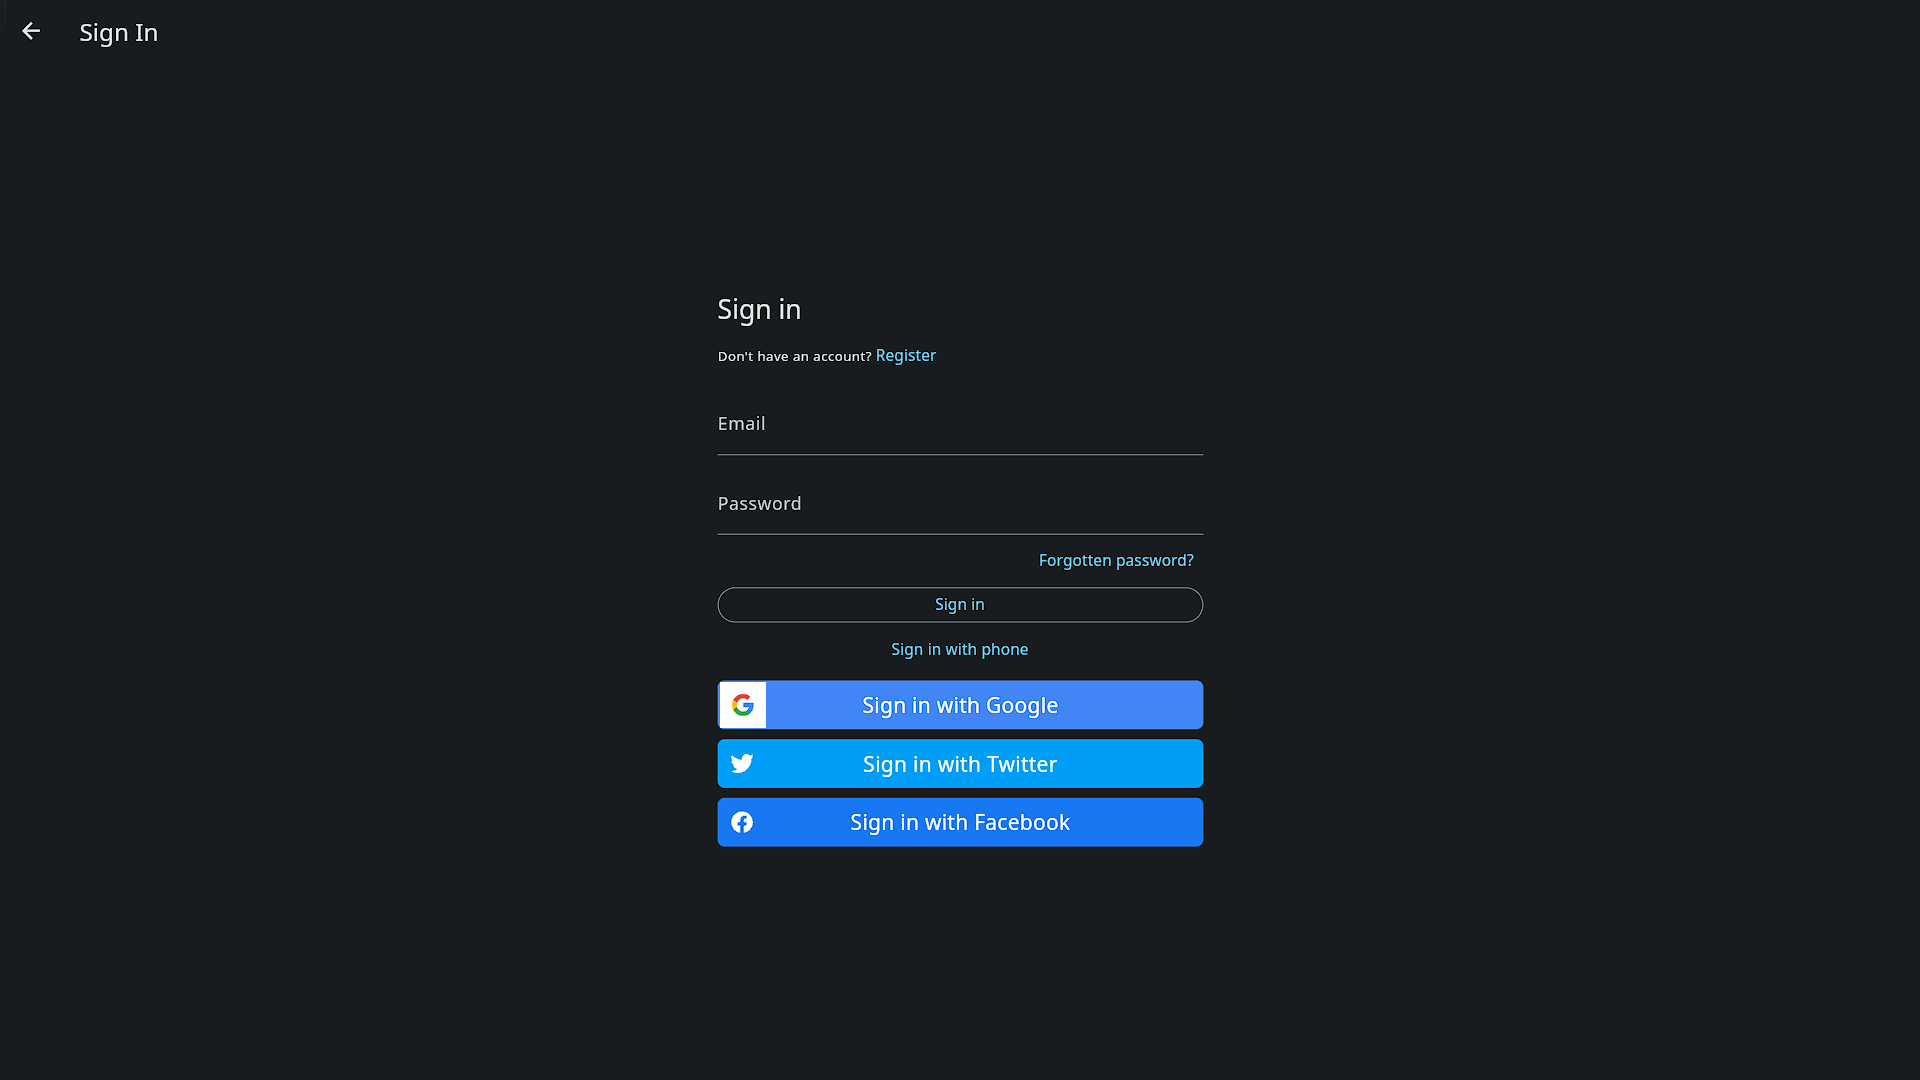 Sign In
Sign in
Don't have an account? Register
Email
Password
Forgotten password?
Sign in
Sign in with phone
Sign in with Google
Sign in with Twitter
Sign in with Facebook